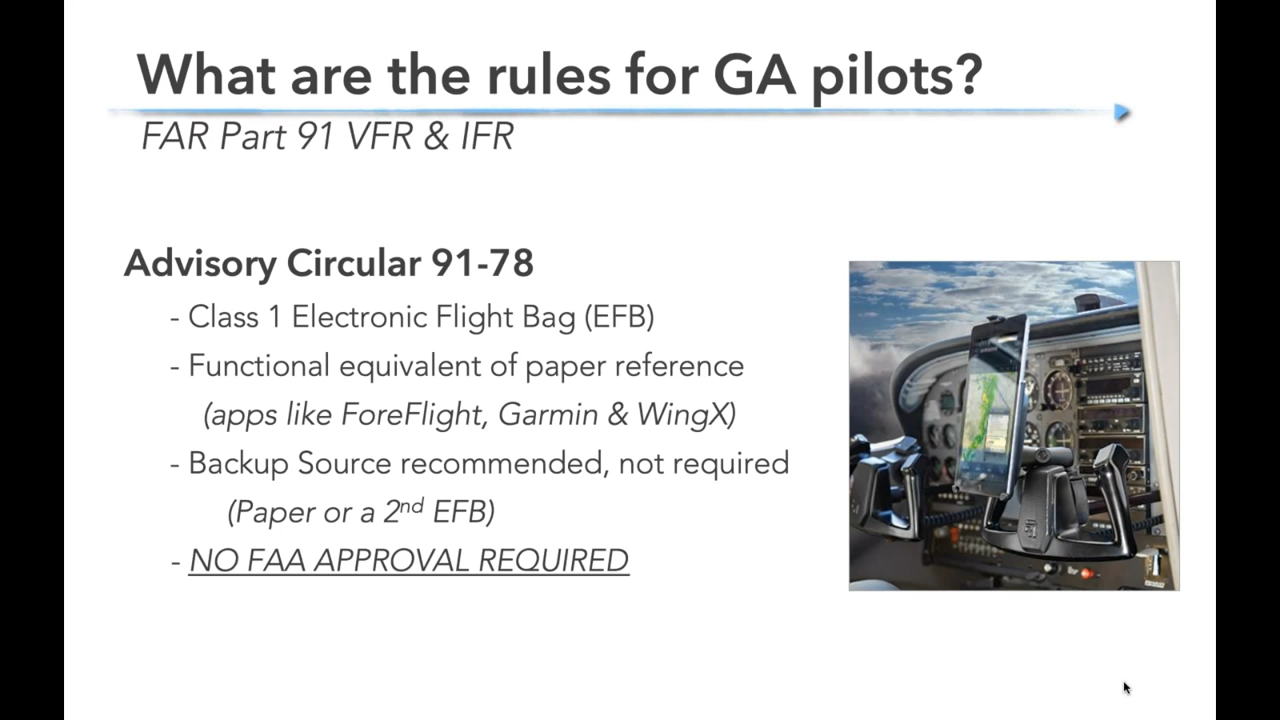 What are the rules for GA pilots?
FAR Part 91 VFR & IFR
Advisory Circular 91-78
- Class 1 Electronic Flight Bag (EFB)
- Functional equivalent of paper reference
(apps like ForeFlight, Garmin & WingX)
- Backup Source recommended, not required
(Paper or a 2nd EFB)
- NO FAA APPROVAL REQUIRED